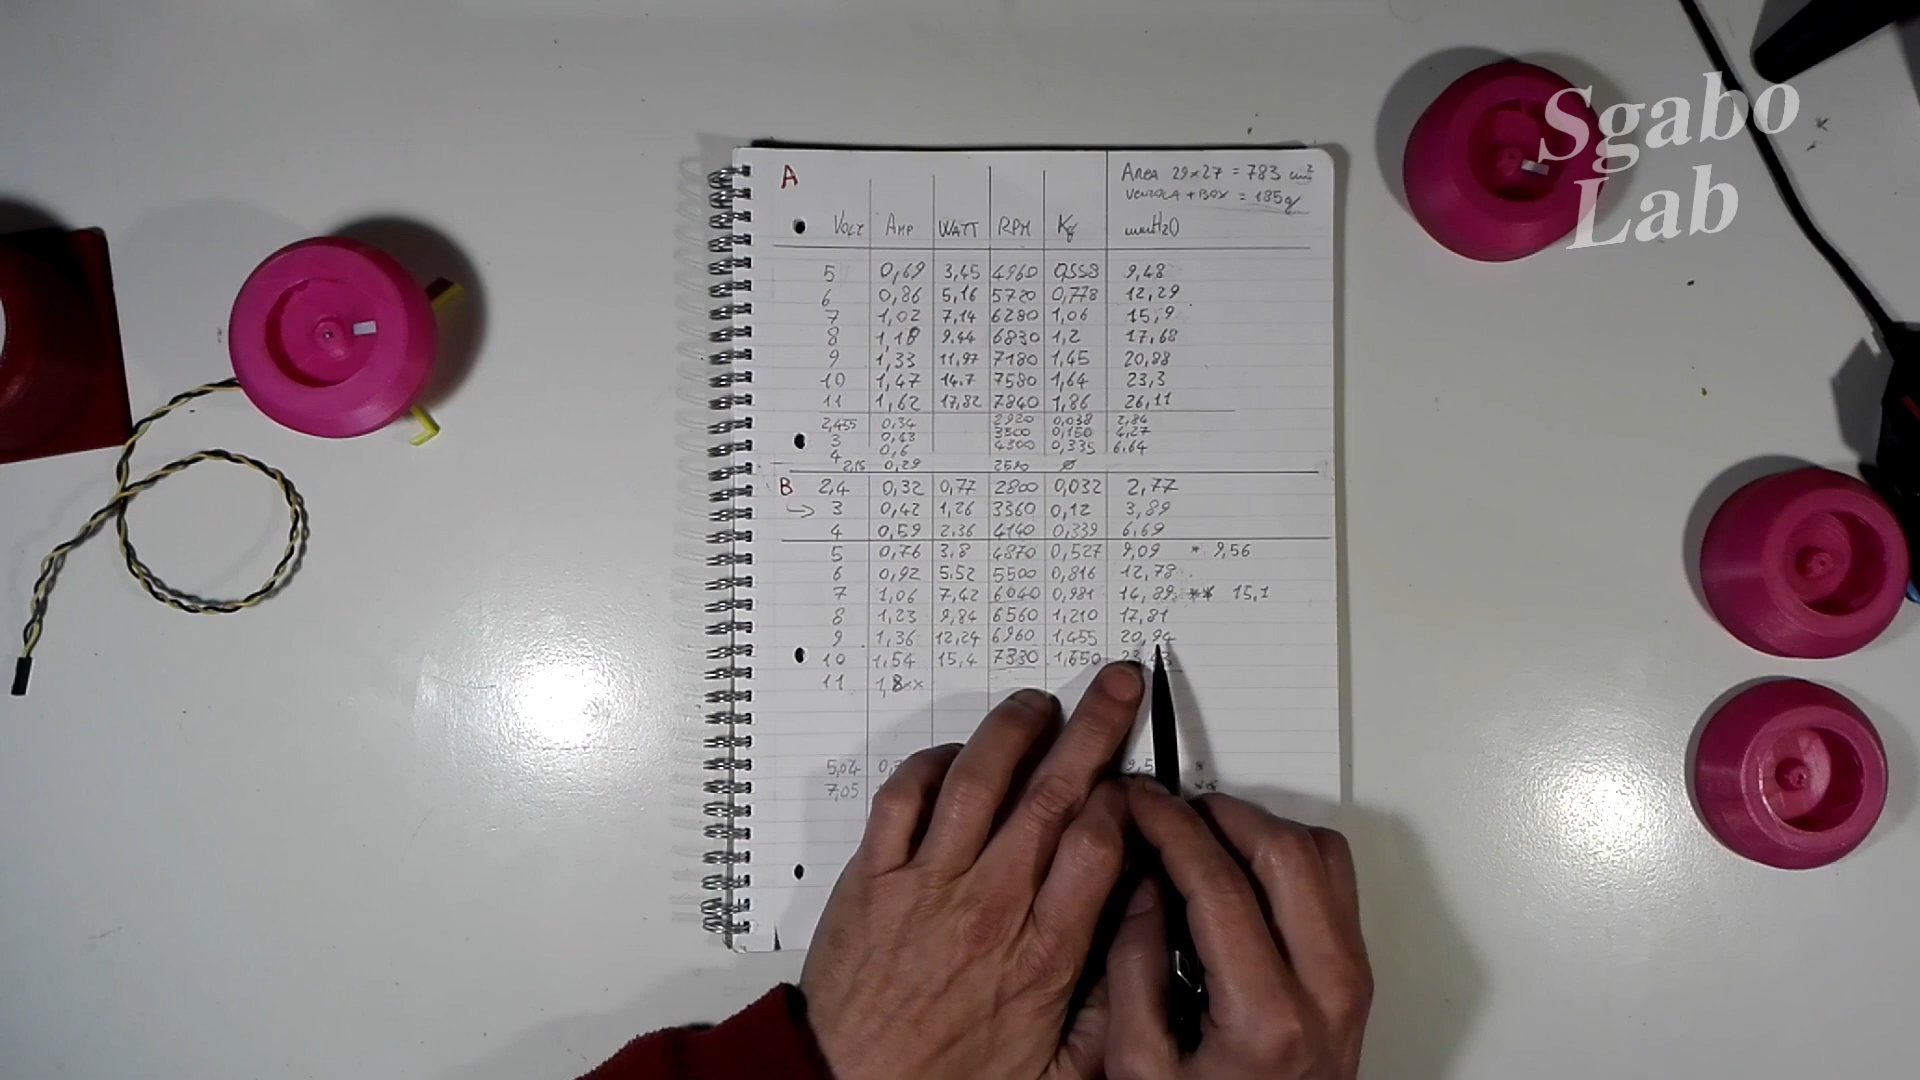 Sgabo
Lab
A
AREA 29×27 = 783 cm²
VENTOLA + BOX = 185g
VOLT AMP WATT RPM Kg mmH2O
5 0,69 3,45 4960 0,558 9,48
6 0,86 5,16 5720 0,778 12,29
7 1,02 7,14 6280 1,06 15,9
8 1,18 9.44 6830 1,2 17,68
9 1,33 11,97 7180 1,45 20,88
10 1,47 14.7 7580 1,64 23,3
11 1,62 17,82 7840 1,86 26,11
2,455 0,34 2920 0,038 2,84
3 0,43 3500 0,150 4,27
4 0,6 4300 0,335 6,64
2,15 0,29 Ø
B 2,4 0,32 0,77 2800 0,032 2,77
→ 3 0,42 1,26 3360 0,12 3,89
4 0,59 2.36 4140 0,339 6,69
5 0,76 3.8 4870 0,527 9,09 * 9,56
6 0,92 5.52 5500 0,816 12,78
7 1,06 7,42 6040 0,981 14,89 ** 15,1
8 1,23 9,84 6560 1,210 17,81
9 1,36 12,24 6960 1,455 20,94
10 1,54 15,4 7330 1,650
11 1,8××
5,04
7,05